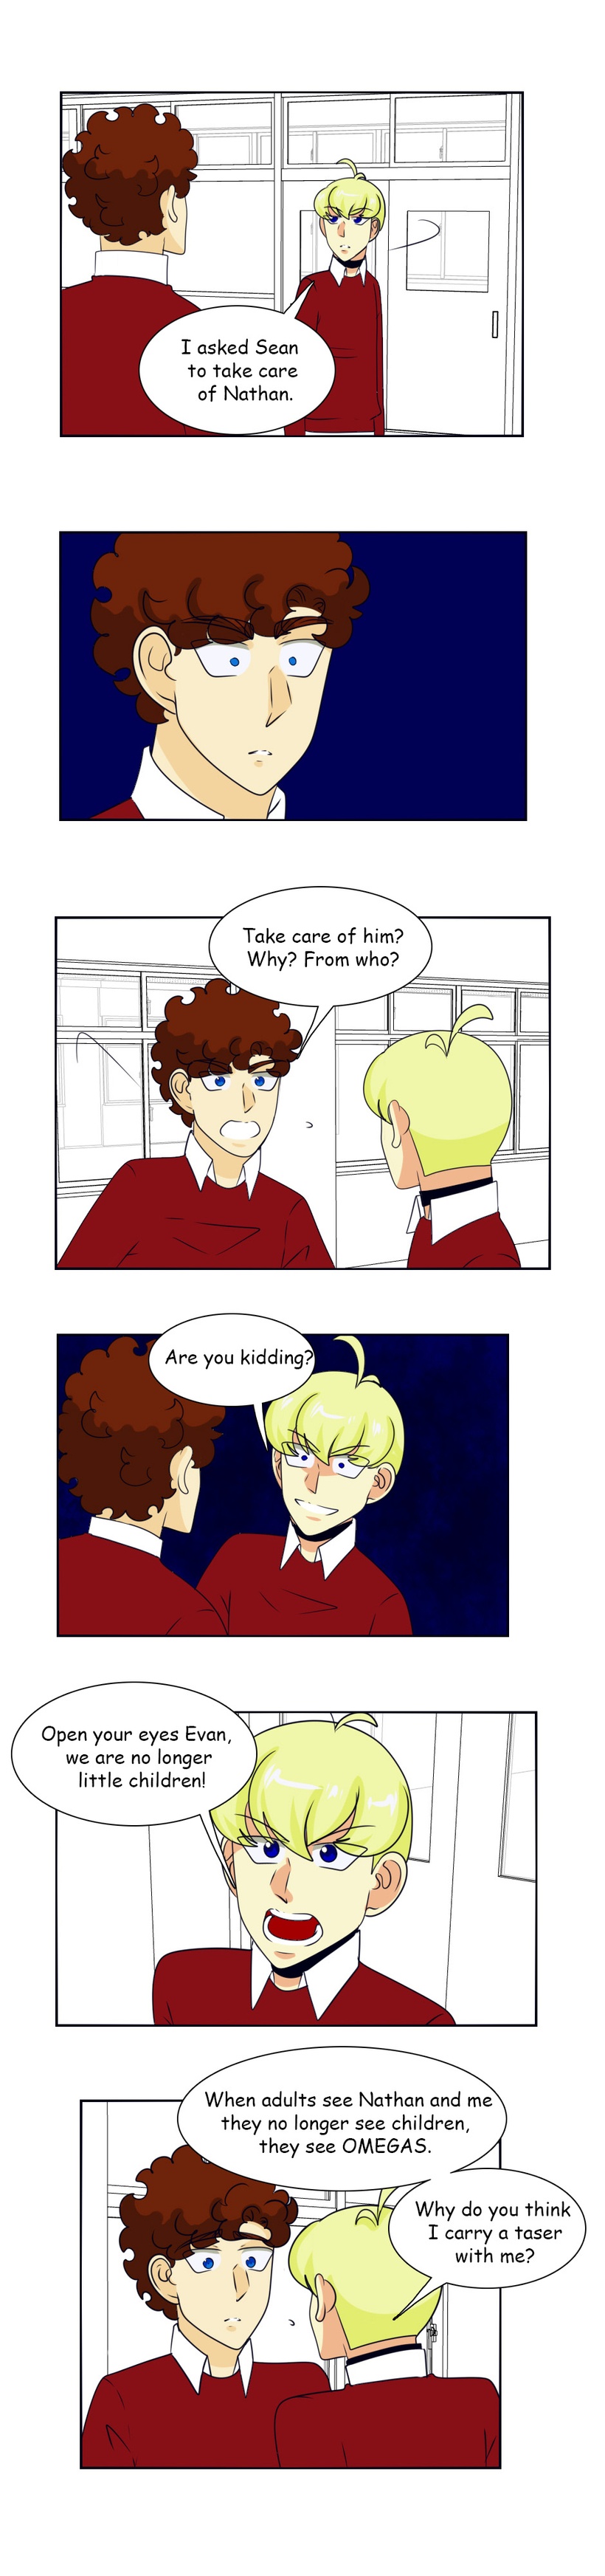 I asked Sean
to take care
of Nathan.
Take care of him?
Why? From who?
Are you kidding?
Open your eyes Evan,
we are no longer
little children!
When adults see Nathan and me
they no longer see children,
they see OMEGAS.
Why do you think
I carry a taser
with me?